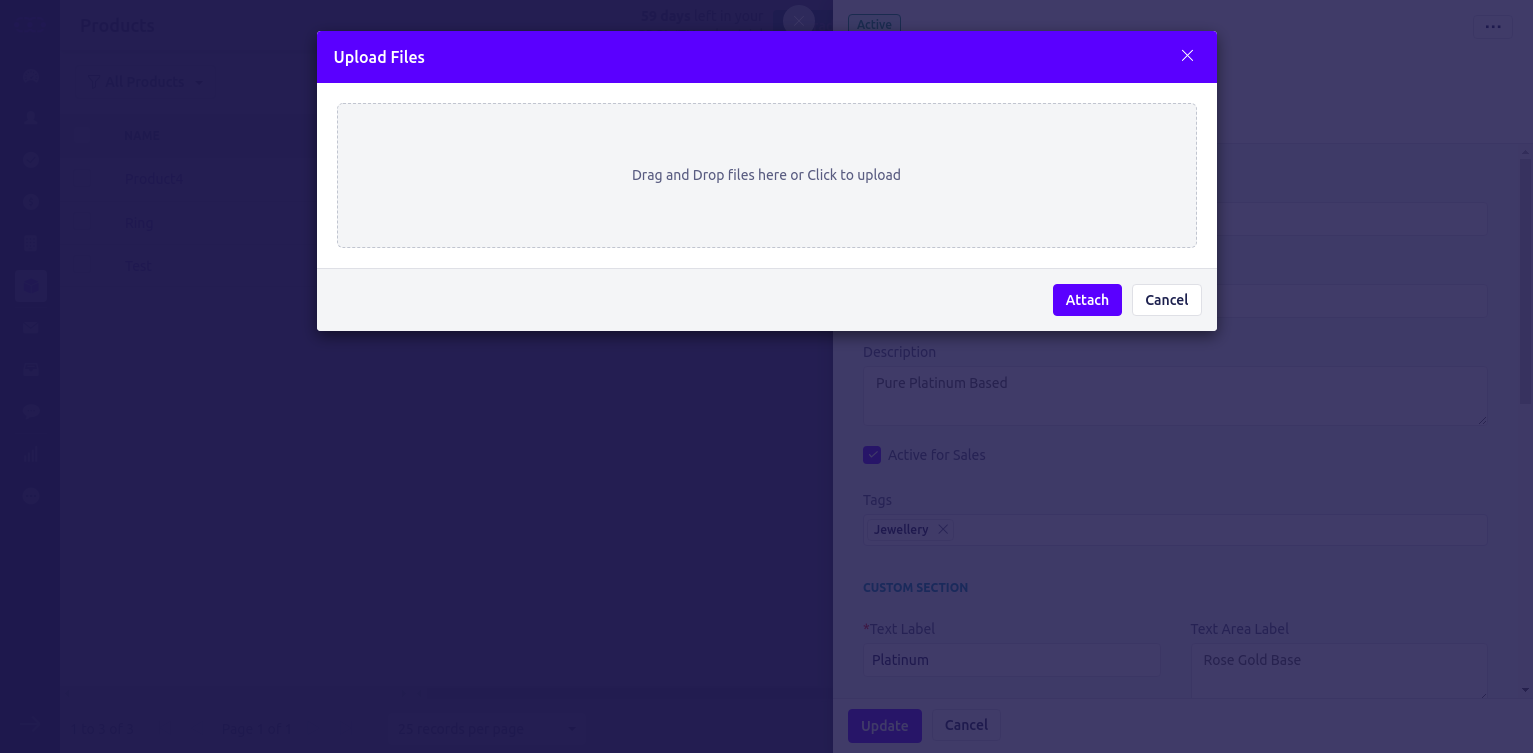 Products
59 days left in your
Active
Upload Files
All Products
Drag and Drop files here or Click to upload
NAME
Product4
Ring
Test
Attach
Cancel
Description
Pure Platinum Based
Active for Sales
Tags
Jewellery
CUSTOM SECTION
*Text Label
Text Area Label
Platinum
Rose Gold Base
1 to 3 of 3
Page 1 of 1
25 records per page
Update
Cancel